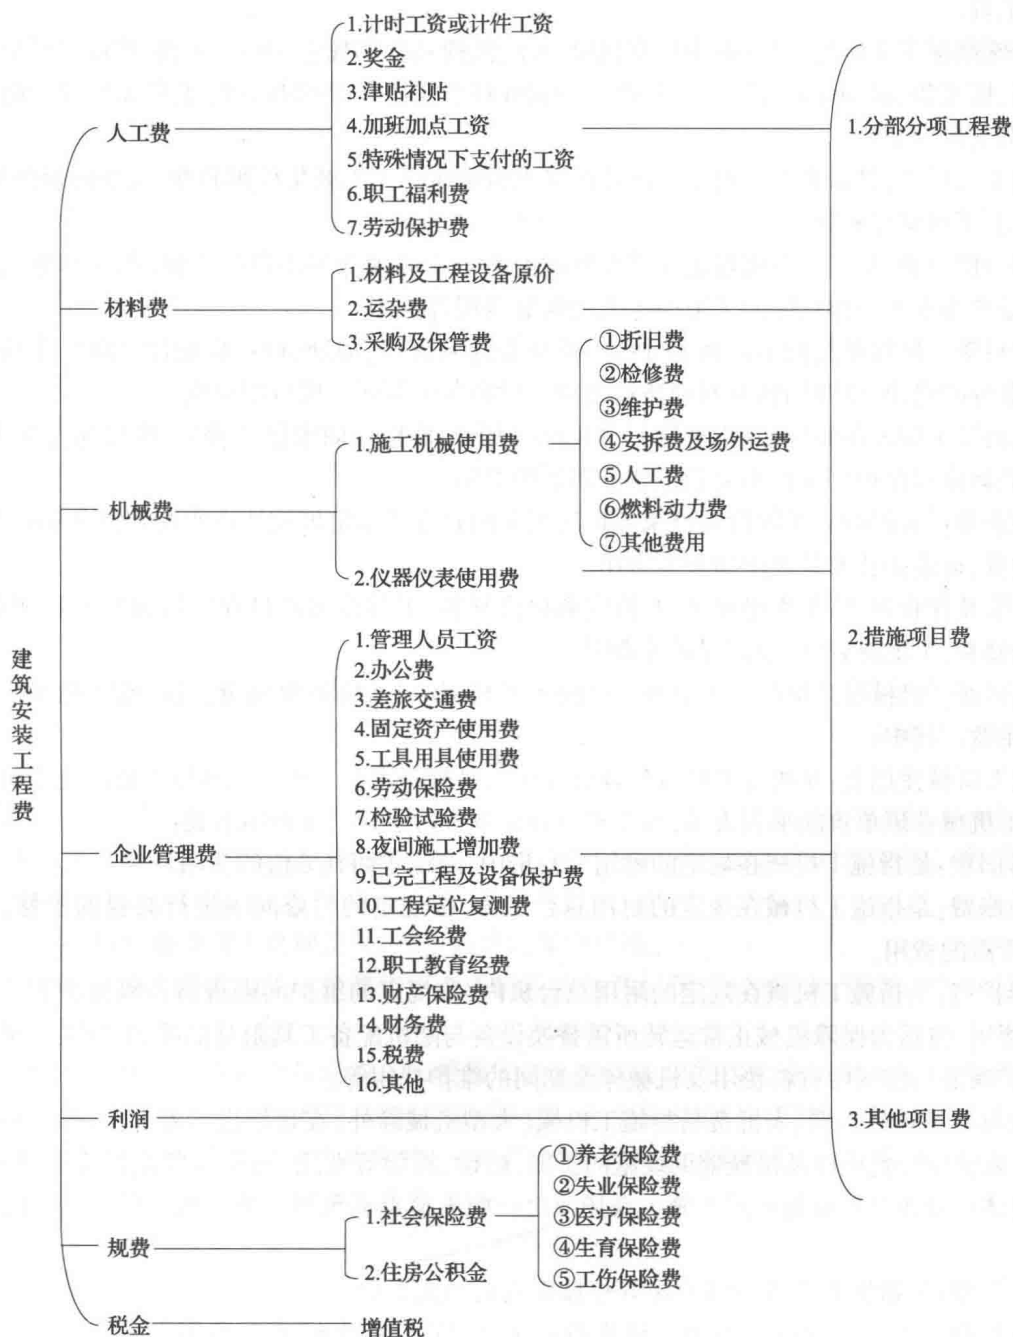 建筑安装工程费
人工费
1.计时工资或计件工资
2.奖金
3.津贴补贴
4.加班加点工资
5.特殊情况下支付的工资
6.职工福利费
7.劳动保护费
材料费
1.材料及工程设备原价
2.运杂费
3.采购及保管费
机械费
1.施工机械使用费
①折旧费
②检修费
③维护费
④安拆费及场外运费
⑤人工费
⑥燃料动力费
⑦其他费用
2.仪器仪表使用费
企业管理费
1.管理人员工资
2.办公费
3.差旅交通费
4.固定资产使用费
5.工具用具使用费
6.劳动保险费
7.检验试验费
8.夜间施工增加费
9.已完工程及设备保护费
10.工程定位复测费
11.工会经费
12.职工教育经费
13.财产保险费
14.财务费
15.税费
16.其他
利润
规费
1.社会保险费
①养老保险费
②失业保险费
③医疗保险费
④生育保险费
⑤工伤保险费
2.住房公积金
税金
增值税
1.分部分项工程费
2.措施项目费
3.其他项目费